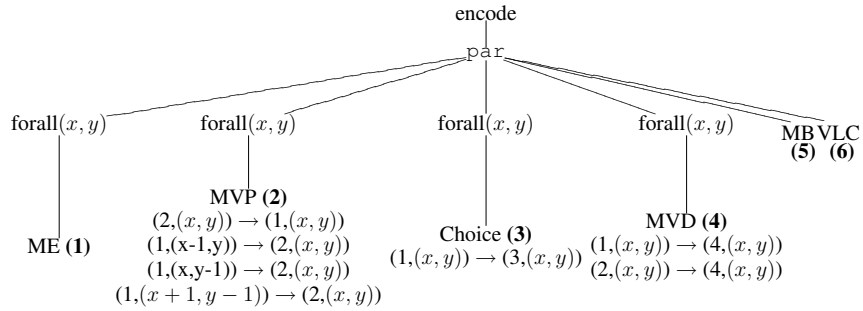 encode
par
forall(x, y) forall(x, y) forall(x, y) forall(x, y) MB VLC
(5) (6)
MVP (2)
(2,(x, y)) → (1,(x, y))
(1,(x-1,y)) → (2,(x, y))
(1,(x,y-1)) → (2,(x, y))
(1,(x + 1, y − 1)) → (2,(x, y))
ME (1)
Choice (3)
(1,(x, y)) → (3,(x, y))
MVD (4)
(1,(x, y)) → (4,(x, y))
(2,(x, y)) → (4,(x, y))